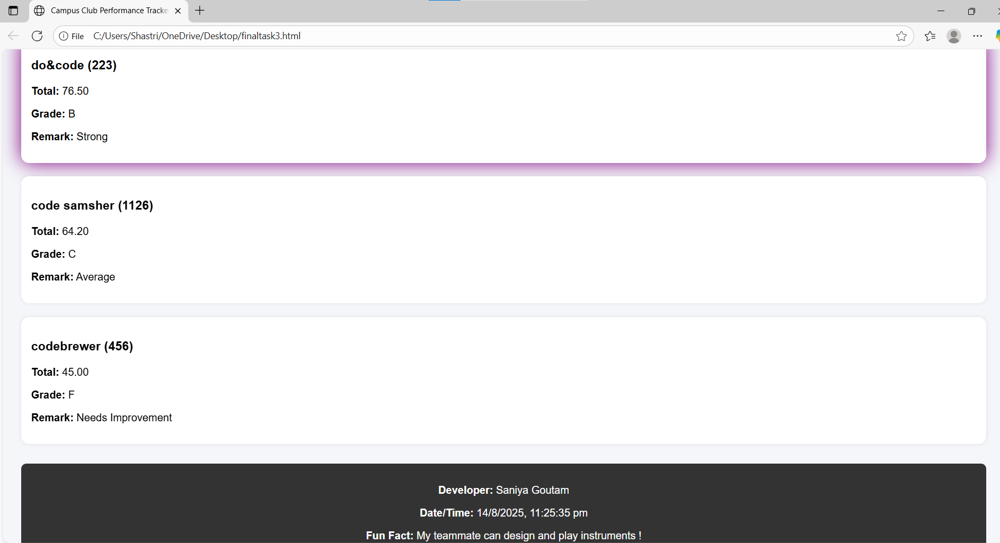 Campus Club Performance Tracke
File C:/Users/Shastri/OneDrive/Desktop/finaltask3.html
do&code (223)
Total: 76.50
Grade: B
Remark: Strong
code samsher (1126)
Total: 64.20
Grade: C
Remark: Average
codebrewer (456)
Total: 45.00
Grade: F
Remark: Needs Improvement
Developer: Saniya Goutam
Date/Time: 14/8/2025, 11:25:35 pm
Fun Fact: My teammate can design and play instruments !